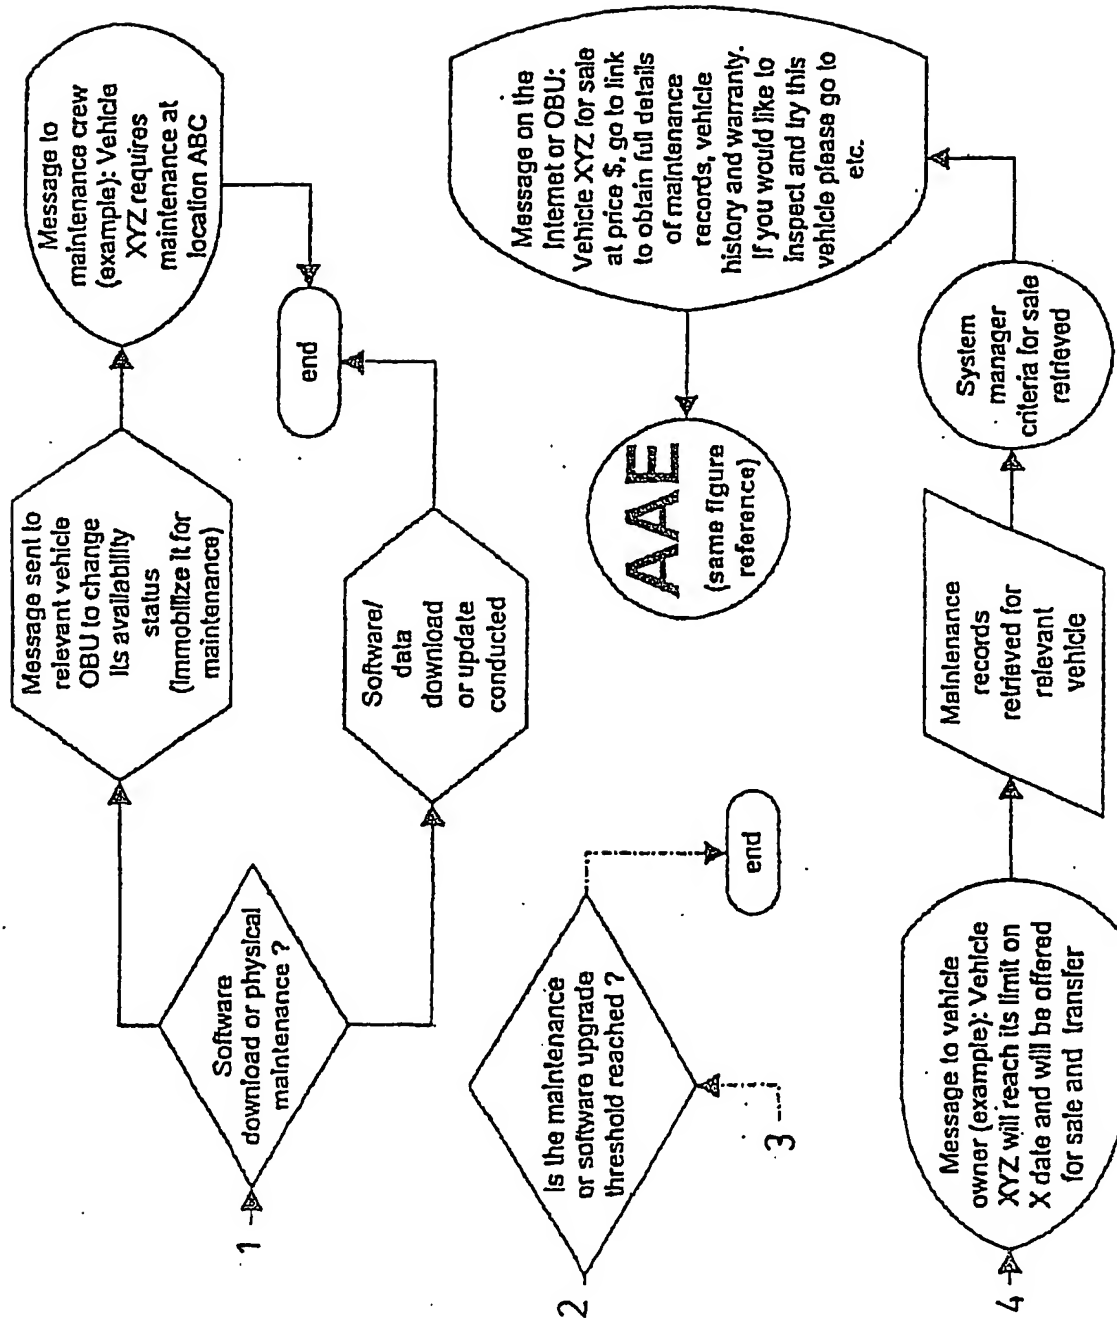 1
Software
download or physical
maintenance ?
Message sent to
relevant vehicle
OBU to change
its availability
status
(immobilize it for
maintenance)
Message to
maintenance crew
(example): Vehicle
XYZ requires
maintenance at
location ABC
Software/
data
download
or update
conducted
end
2
Is the maintenance
or software upgrade
threshold reached ?
3
end
4
Message to vehicle
owner (example): Vehicle
XYZ will reach its limit on
X date and will be offered
for sale and transfer
Maintenance
records
retrieved for
relevant
vehicle
System
manager
criteria for sale
retrieved
Message on the
Internet or OBU:
Vehicle XYZ for sale
at price $, go to link
to obtain full details
of maintenance
records, vehicle
history and warranty.
If you would like to
inspect and try this
vehicle please go to
etc.
AAE
(same figure
reference)